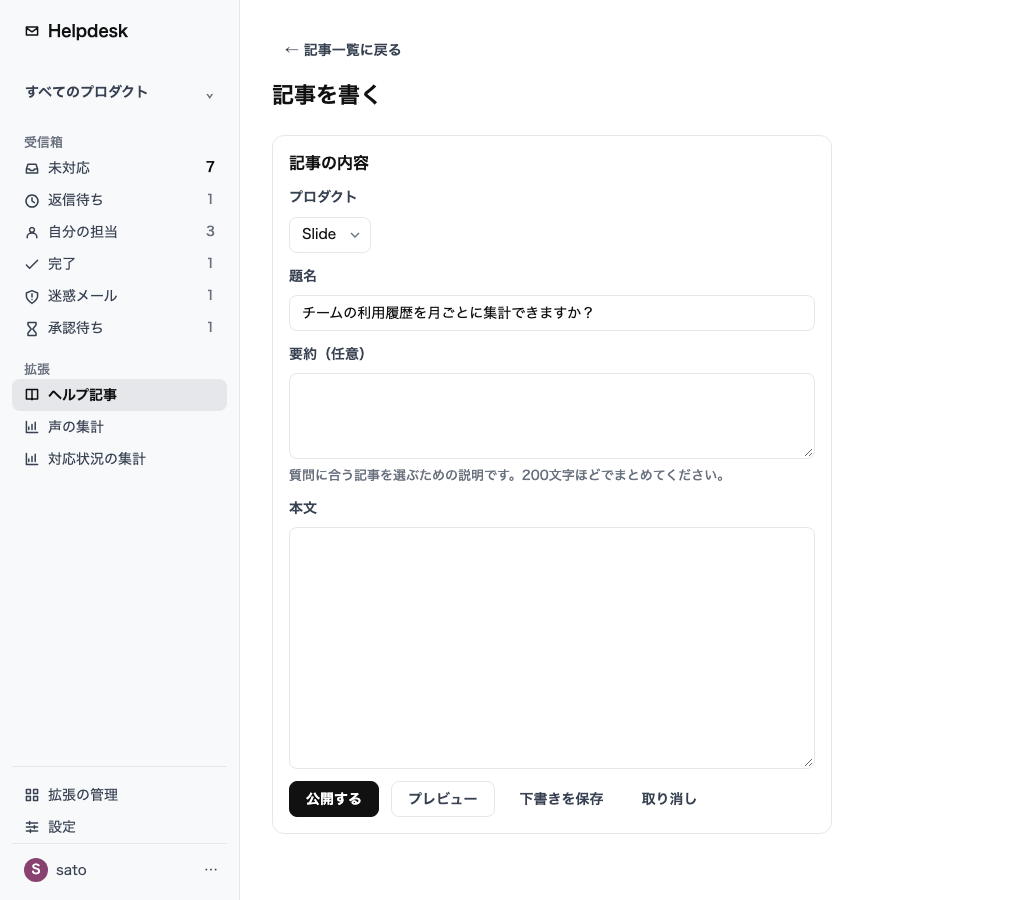 Helpdesk
すべてのプロダクト
受信箱
未対応 7
返信待ち 1
自分の担当 3
完了 1
迷惑メール 1
承認待ち 1
拡張
ヘルプ記事
声の集計
対応状況の集計
拡張の管理
設定
S sato ···
← 記事一覧に戻る
記事を書く
記事の内容
プロダクト
Slide
題名
チームの利用履歴を月ごとに集計できますか？
要約（任意）
質問に合う記事を選ぶための説明です。200文字ほどでまとめてください。
本文
公開する プレビュー 下書きを保存 取り消し